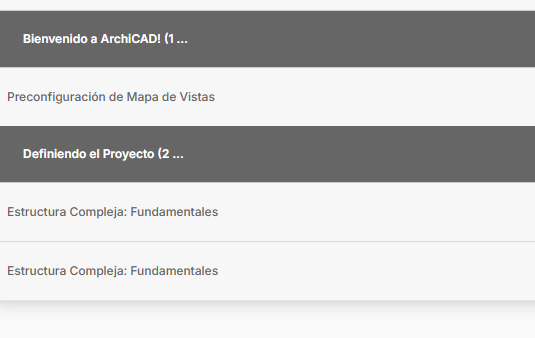 Bienvenido a ArchiCAD! (1 ...
Preconfiguración de Mapa de Vistas
Definiendo el Proyecto (2 ...
Estructura Compleja: Fundamentales
Estructura Compleja: Fundamentales